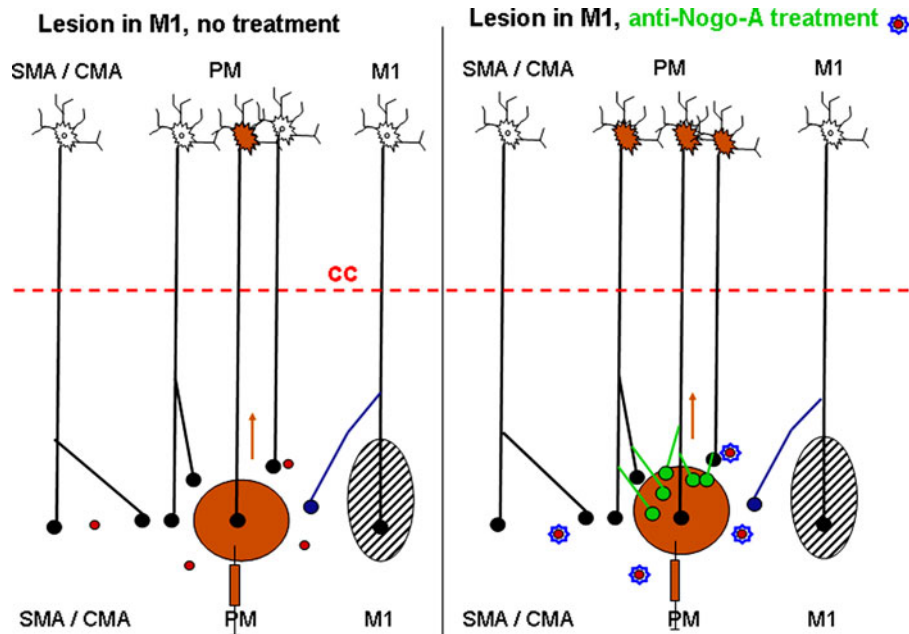 Lesion in M1, no treatment
SMA / CMA PM M1
CC
SMA / CMA PM M1
Lesion in M1, anti-Nogo-A treatment
SMA / CMA PM M1
SMA / CMA PM M1